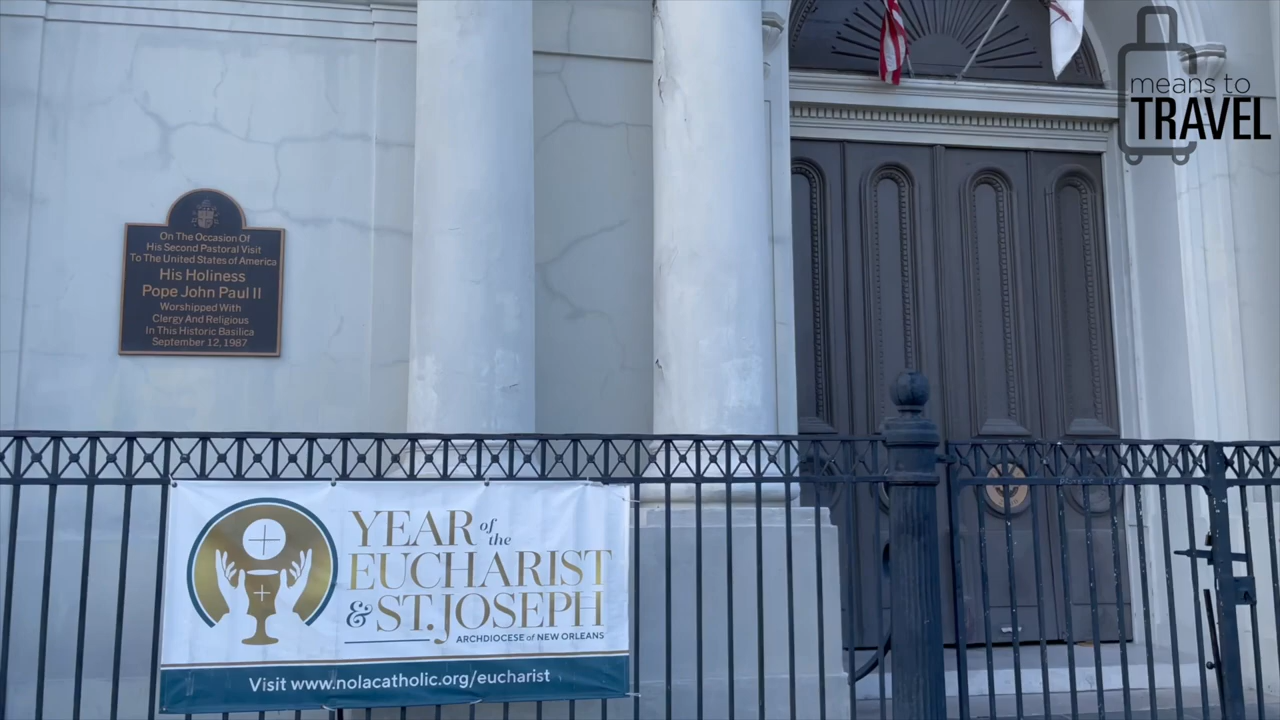 means to
TRAVEL
On The Occasion Of
His Second Pastoral Visit
To The United States of America
His Holiness
Pope John Paul II
Worshipped With
Clergy And Religious
In This Historic Basilica
September 12, 1987
YEAR of the
EUCHARIST
& ST. JOSEPH
ARCHDIOCESE of NEW ORLEANS
Visit www.nolacatholic.org/eucharist